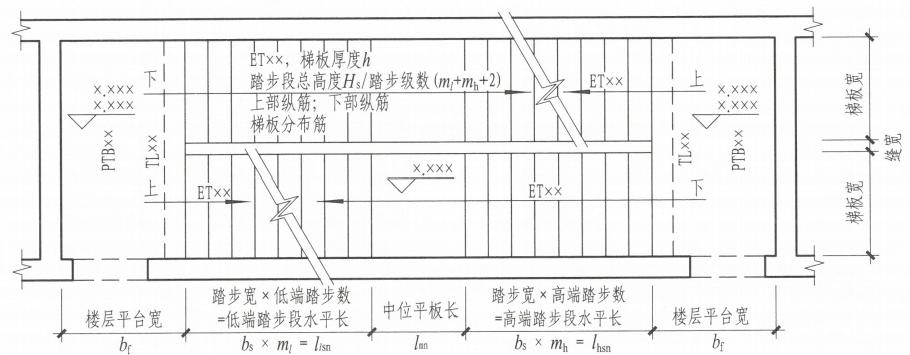 ET××，梯板厚度h
踏步段总高度Hs/踏步级数(ml+mh+2)
上部纵筋；下部纵筋
梯板分布筋
下
ET××
上
×.×××
×.×××
×.×××
×.×××
PTB××
TL××
TL××
PTB××
梯板宽
缝宽
梯板宽
×.×××
上
ET××
ET××
下
踏步宽×低端踏步数
=低端踏步段水平长
中位平板长
踏步宽×高端踏步数
=高端踏步段水平长
楼层平台宽
楼层平台宽
bf
bs × ml = llsn
lmn
bs × mh = lhsn
bf